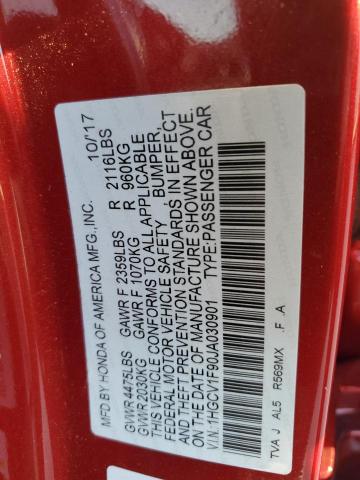 MFD BY HONDA OF AMERICA MFG.,INC. 10/17
GVWR 4475LBS GAWR F 2359LBS R 2116LBS
GVWR 2030KG GAWR F 1070KG R 960KG
THIS VEHICLE CONFORMS TO ALL APPLICABLE
FEDERAL MOTOR VEHICLE SAFETY BUMPER,
AND THEFT PREVENTION STANDARDS IN EFFECT
ON THE DATE OF MANUFACTURE SHOWN ABOVE.
V.I.N:1HGCV1F90JA030901 TYPE:PASSENGER CAR
TVA J AL5 R569MX .F .A